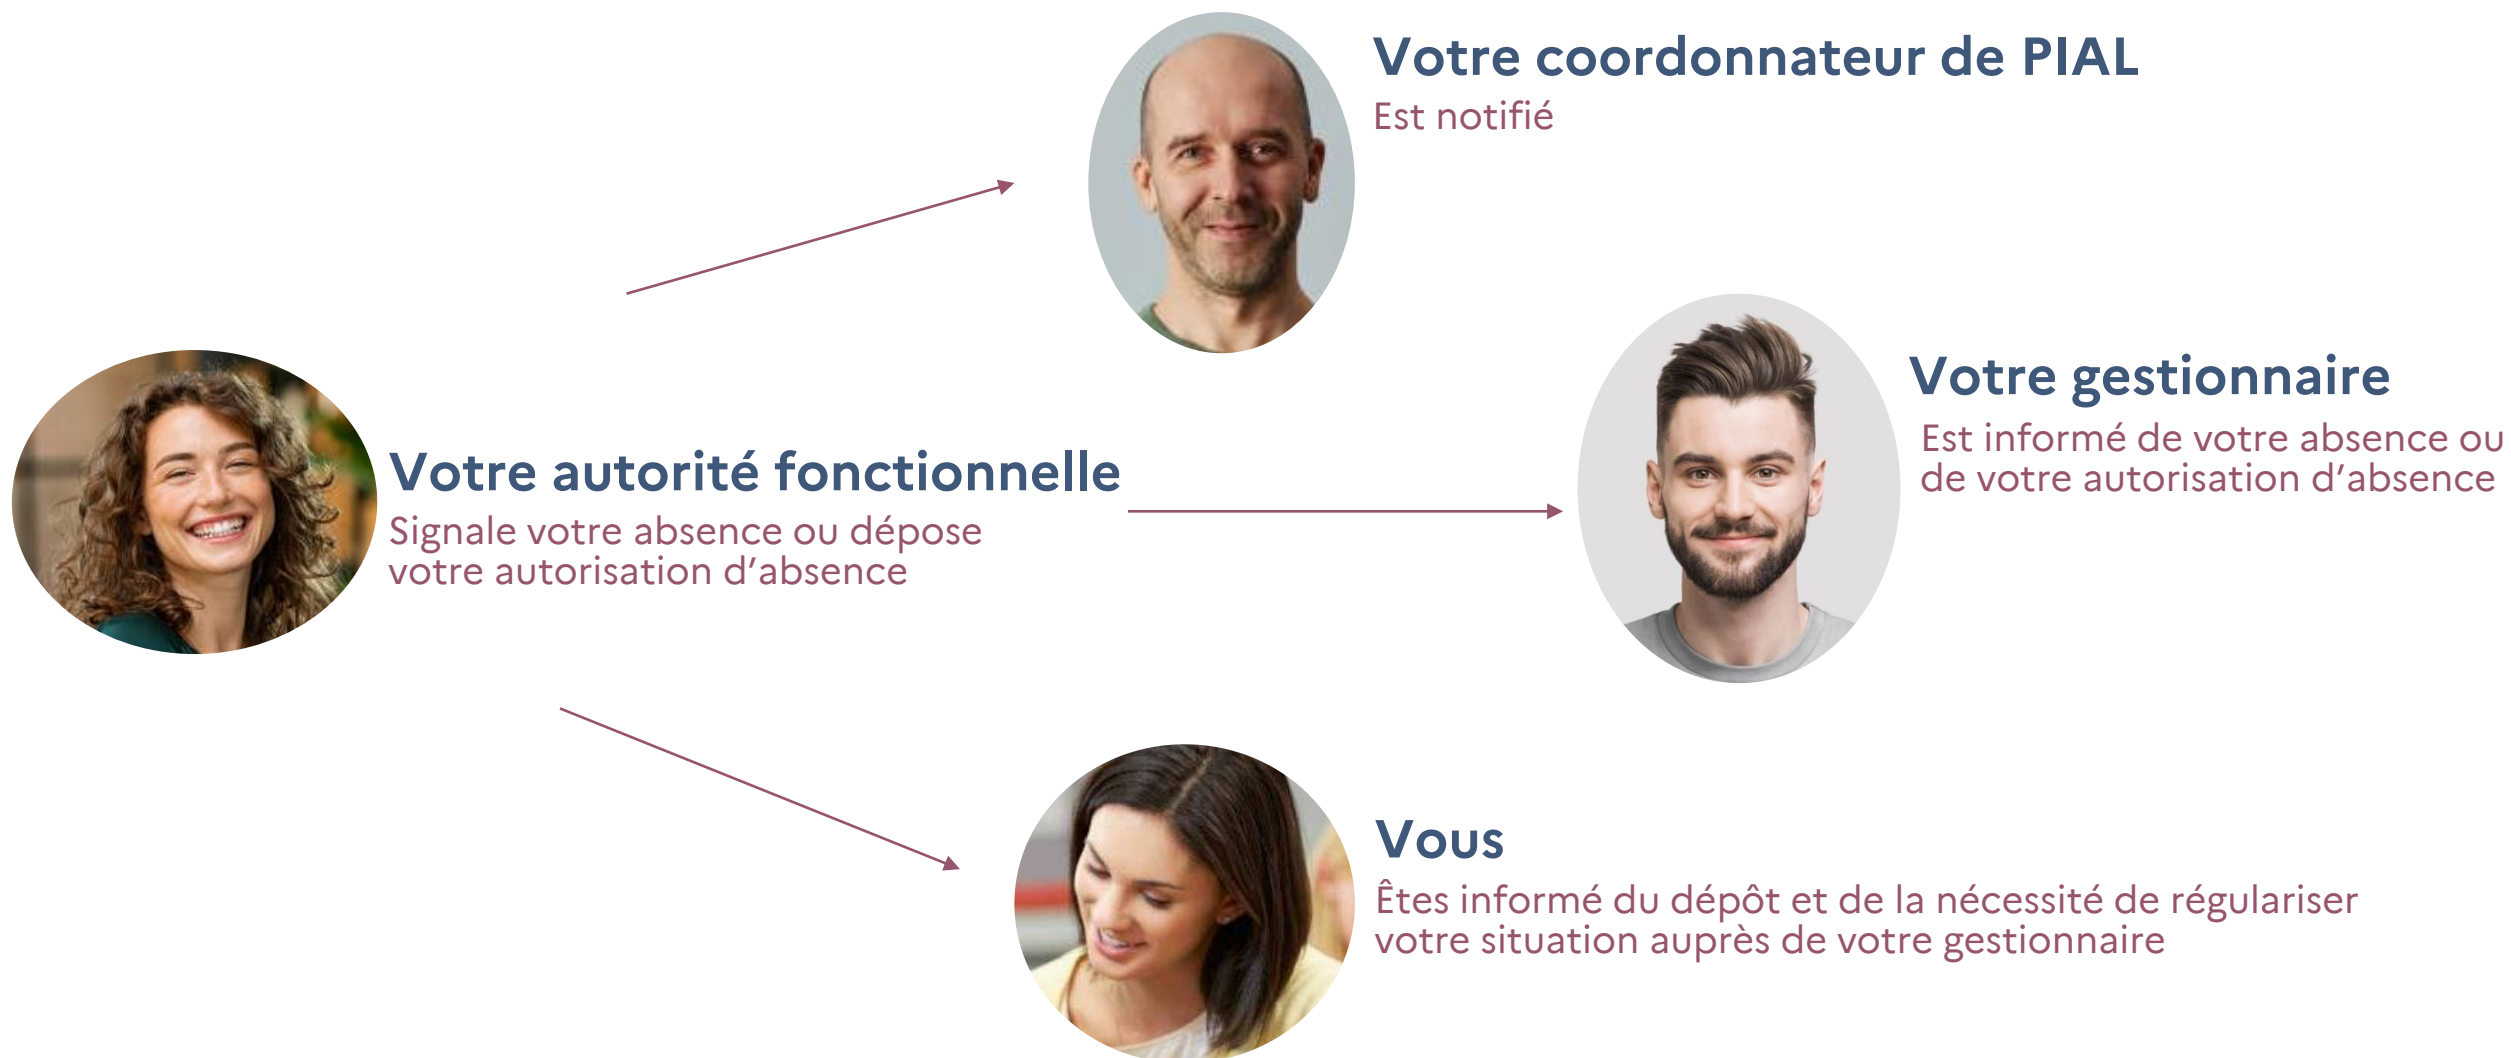 Votre coordonnateur de PIAL
Est notifié
Votre gestionnaire
Est informé de votre absence ou
de votre autorisation d’absence
Votre autorité fonctionnelle
Signale votre absence ou dépose
votre autorisation d’absence
Vous
Êtes informé du dépôt et de la nécessité de régulariser
votre situation auprès de votre gestionnaire